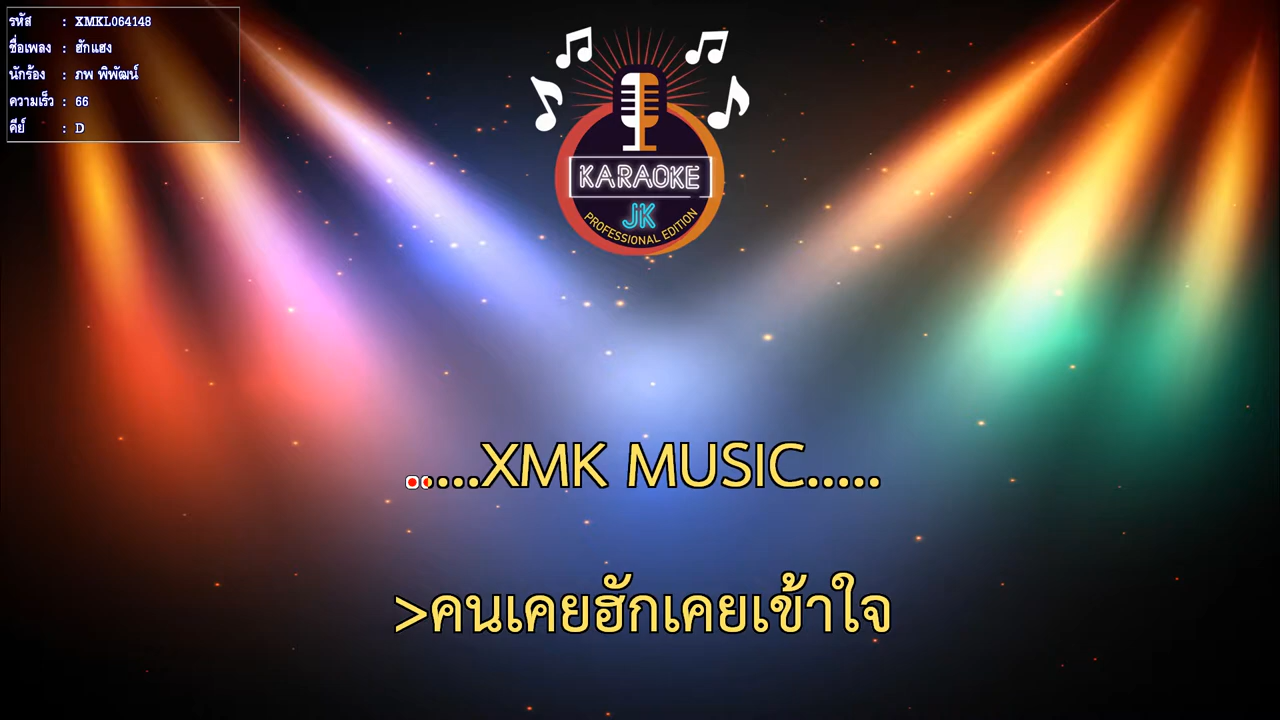 รหัส : XMKL064148
ชื่อเพลง : ฮักแฮง
นักร้อง : ภพ พิพัฒน์
ความเร็ว : 66
คีย์ : D
KARAOKE
JK
PROFESSIONAL EDITION
.....XMK MUSIC.....
>คนเคยฮักเคยเข้าใจ